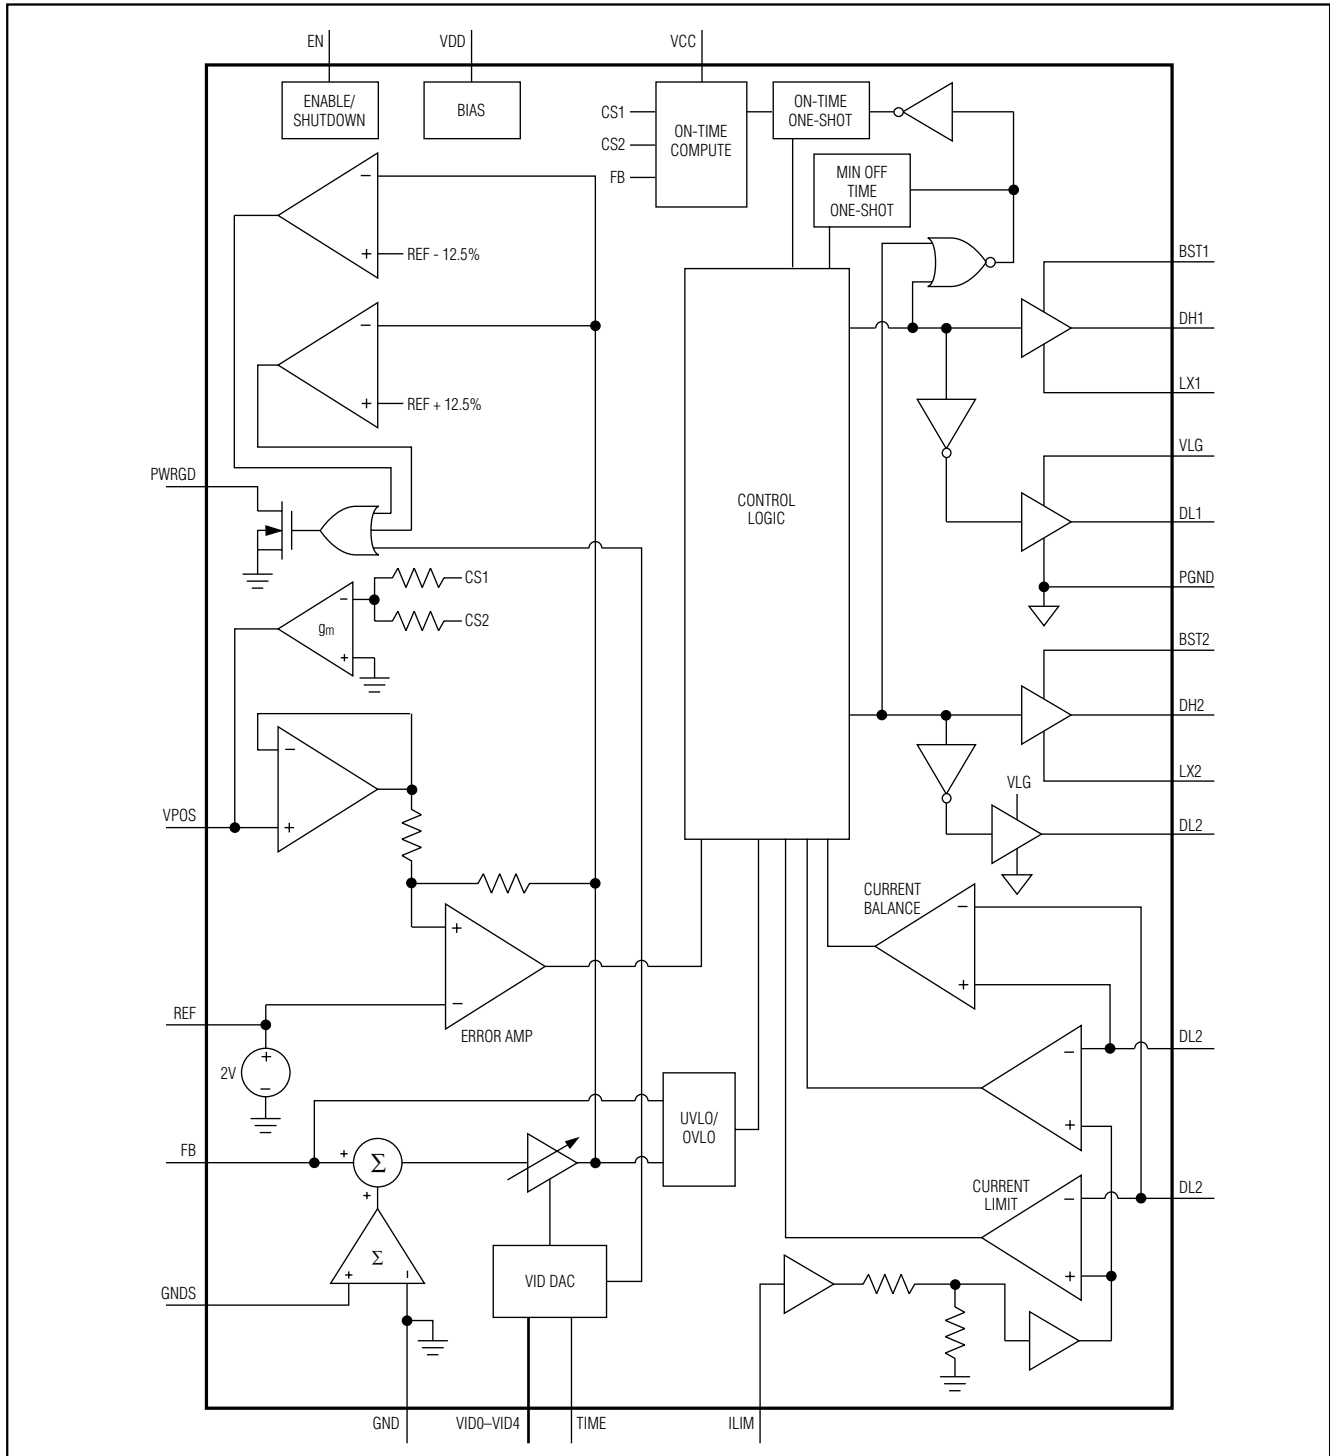 EN
VDD
VCC
ENABLE/
SHUTDOWN
BIAS
CS1
CS2
FB
ON-TIME
COMPUTE
ON-TIME
ONE-SHOT
MIN OFF
TIME
ONE-SHOT
−
+
REF - 12.5%
−
+
REF + 12.5%
BST1
DH1
LX1
VLG
DL1
PGND
BST2
DH2
LX2
VLG
DL2
PWRGD
CONTROL
LOGIC
CS1
CS2
gm
−
+
−
+
VPOS
+
−
ERROR AMP
REF
2V
+
−
CURRENT
BALANCE
−
+
DL2
−
+
UVLO/
OVLO
FB
+
Σ
+
CURRENT
LIMIT
−
+
DL2
Σ
+
−
VID DAC
GNDS
GND
VID0–VID4
TIME
ILIM